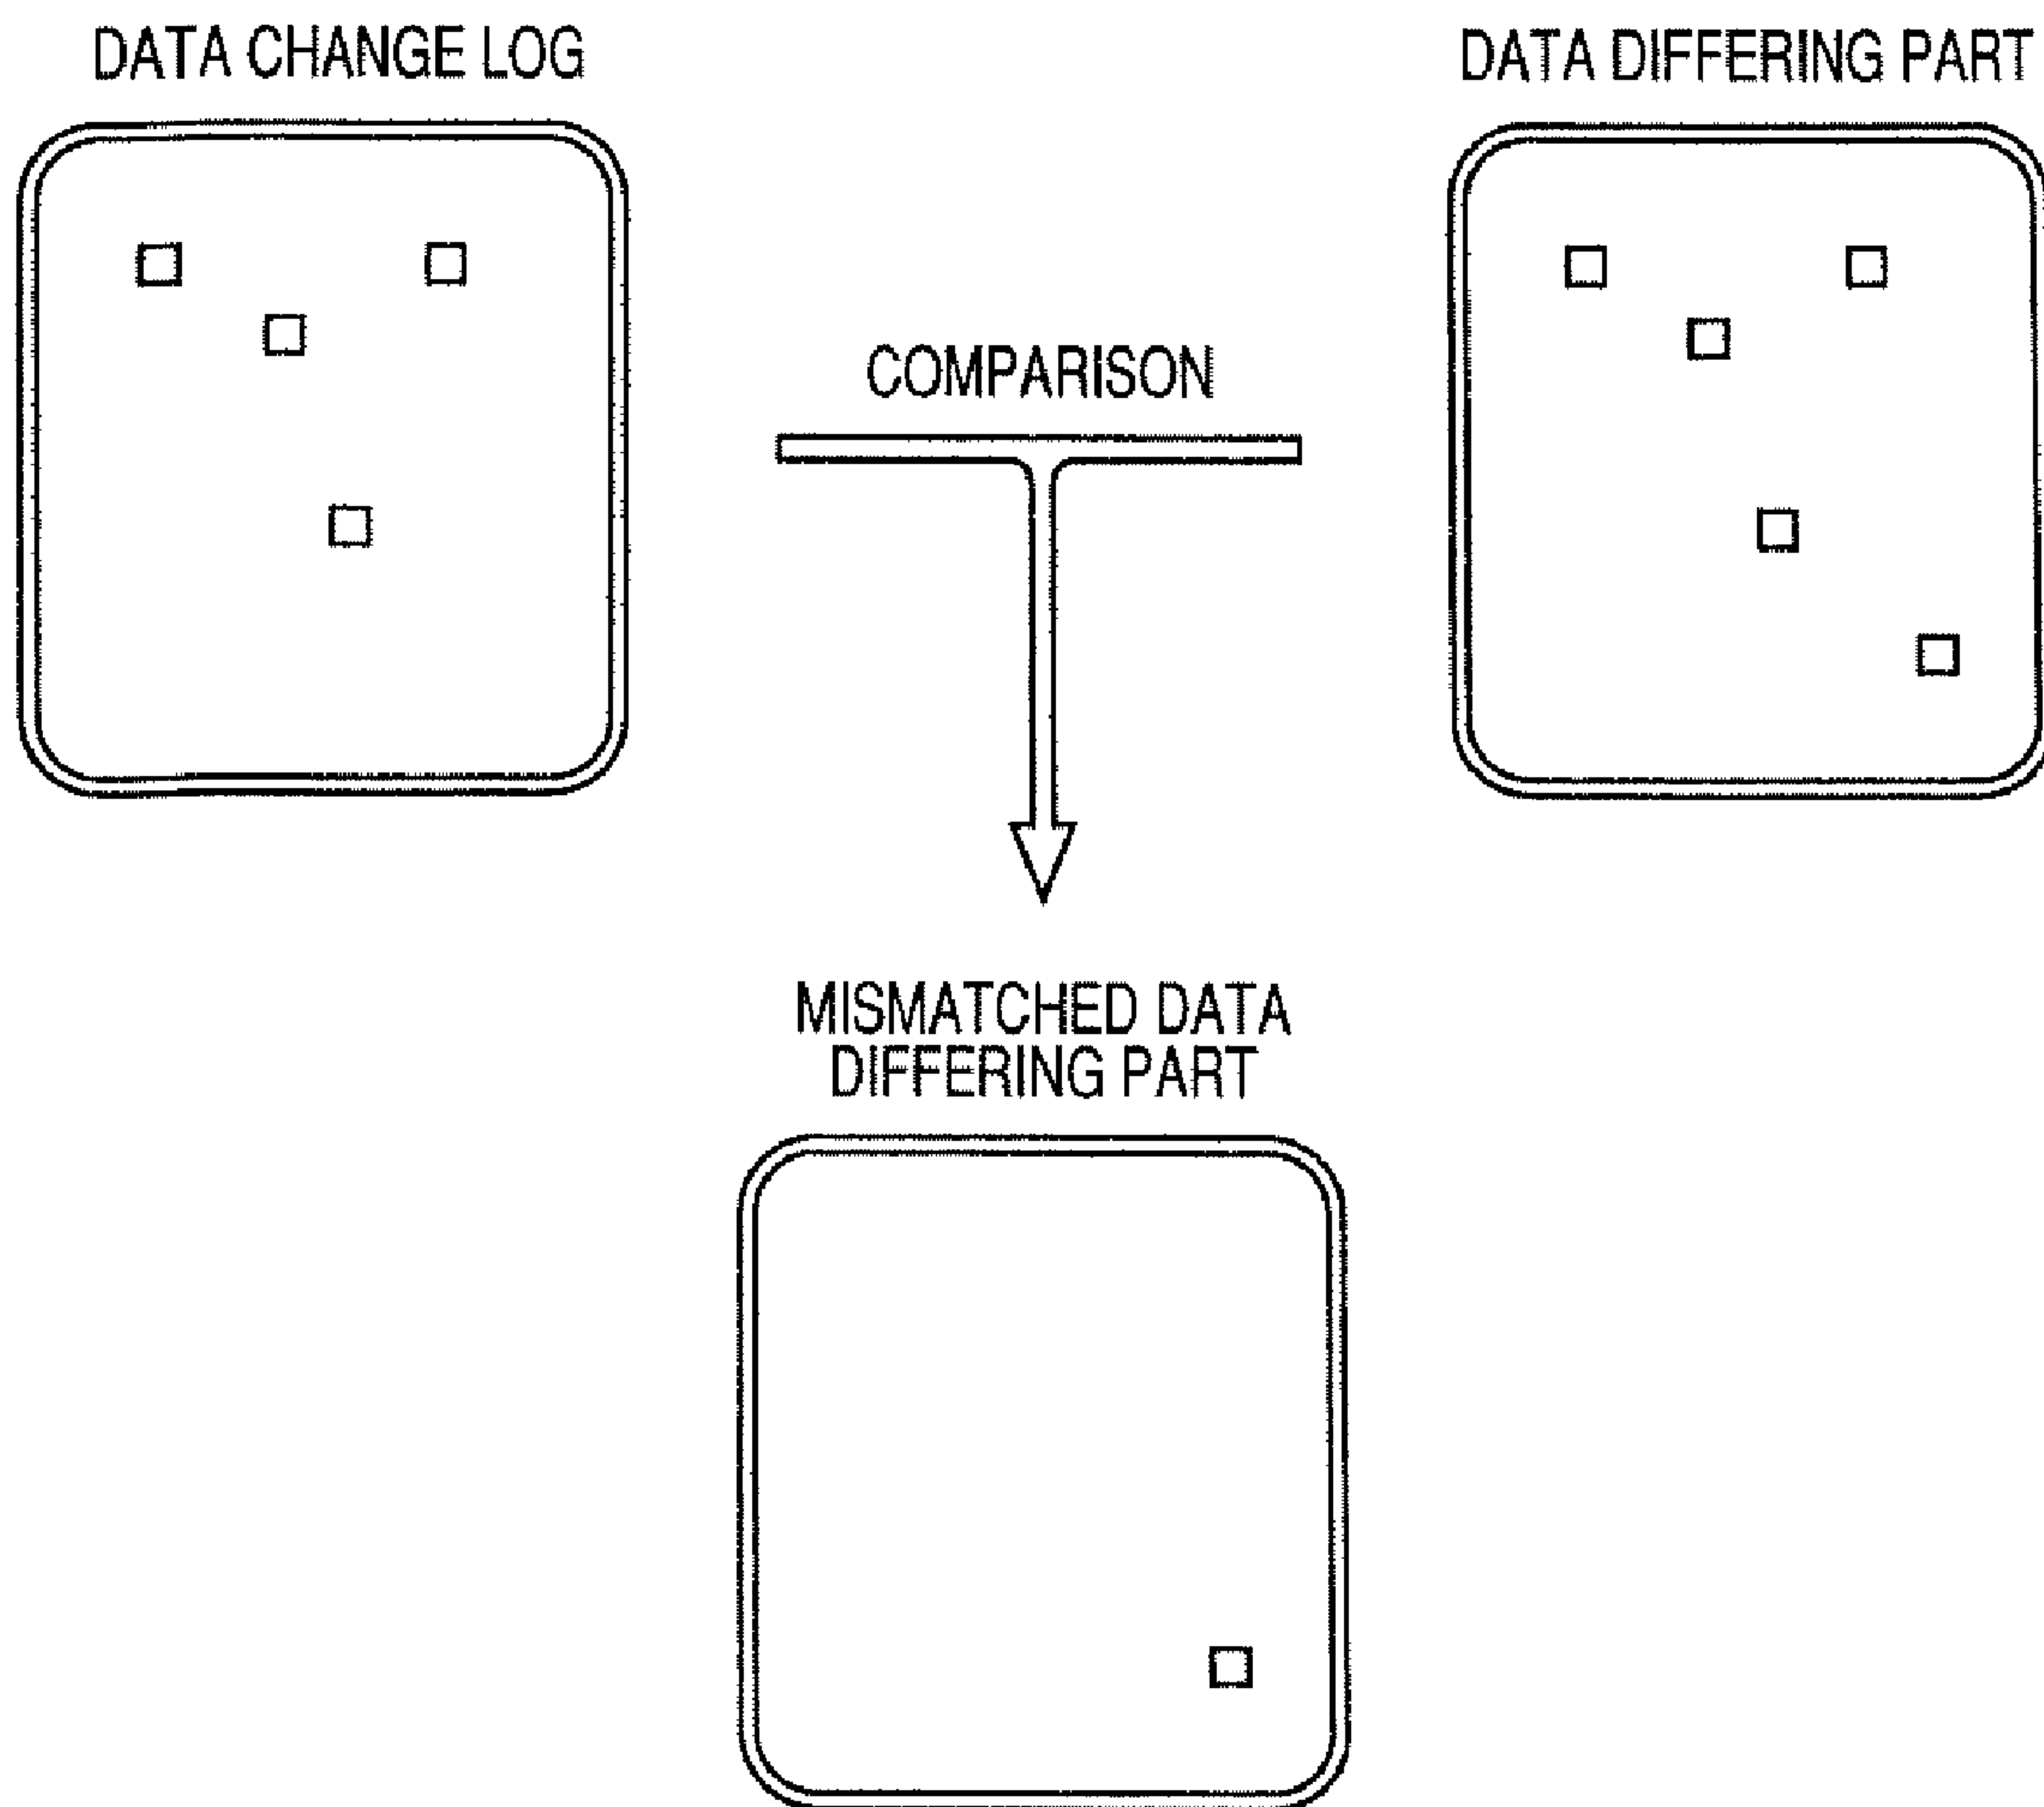 DATA CHANGE LOG
DATA DIFFERING PART
COMPARISON
MISMATCHED DATA
DIFFERING PART